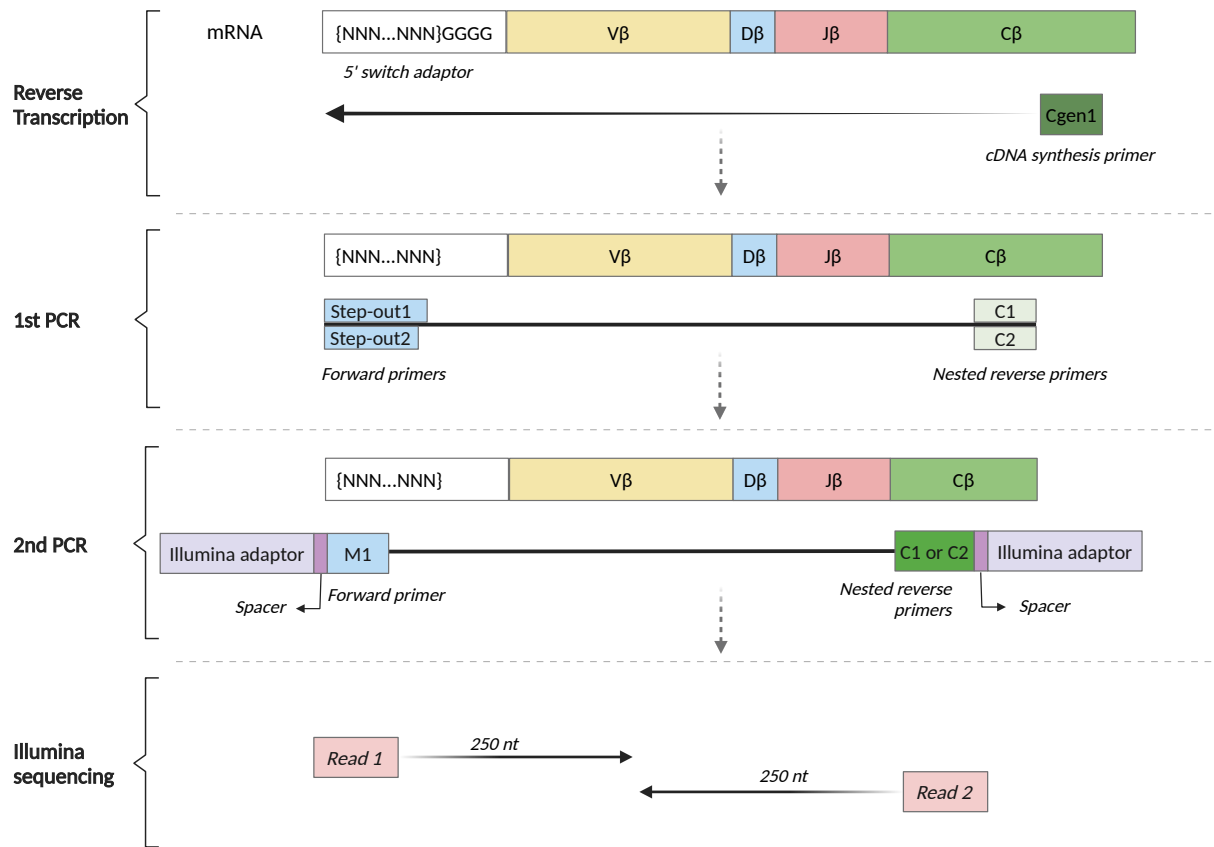 mRNA
{NNN...NNN}GGGG
Vβ
Dβ
Jβ
Cβ
5' switch adaptor
Reverse
Transcription
Cgen1
cDNA synthesis primer
{NNN...NNN}
Vβ
Dβ
Jβ
Cβ
1st PCR
Step-out1
Step-out2
C1
C2
Forward primers
Nested reverse primers
{NNN...NNN}
Vβ
Dβ
Jβ
Cβ
2nd PCR
Illumina adaptor
M1
C1 or C2
Illumina adaptor
Spacer
Forward primer
Nested reverse
primers
Spacer
Illumina
sequencing
Read 1
250 nt
250 nt
Read 2